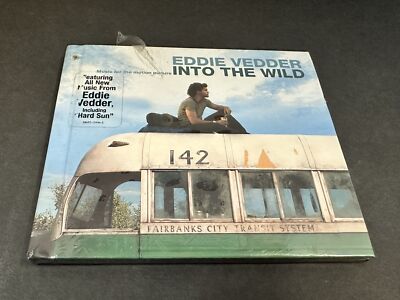 EDDIE VEDDER
Music for the motion picture INTO THE WILD
Featuring
All New
Music From
Eddie
Vedder,
Including
"Hard Sun"
142
FAIRBANKS CITY TRANSIT SYSTEM